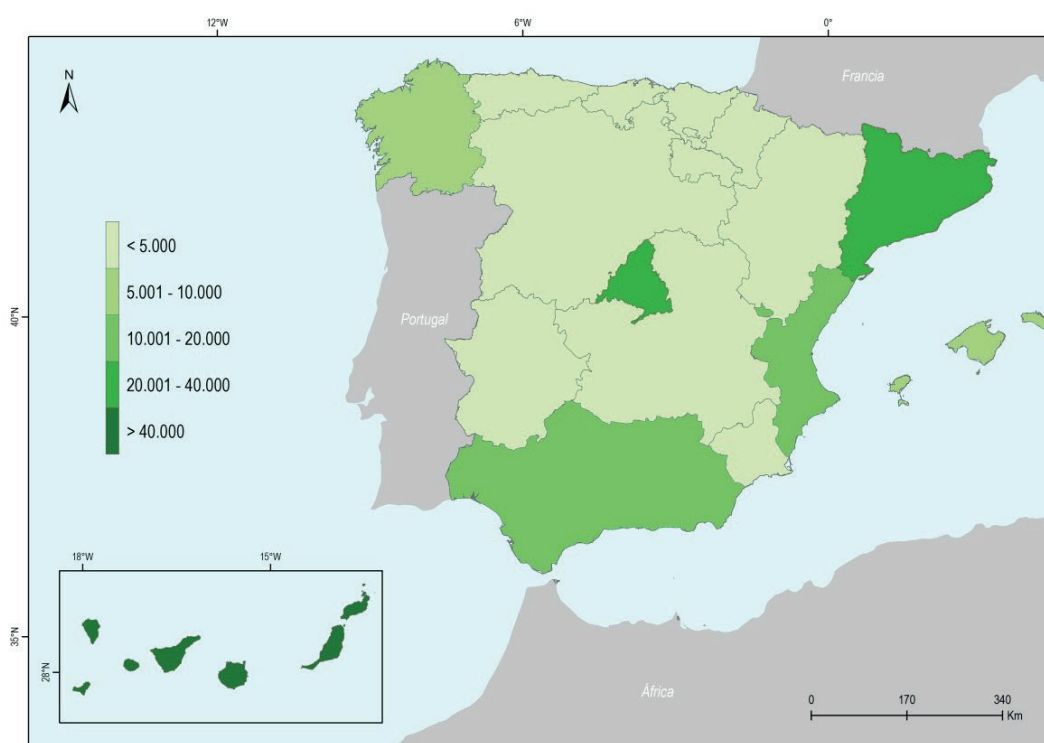 12°W
6°W
0°
N
Francia
< 5.000
5.001 - 10.000
10.001 - 20.000
20.001 - 40.000
> 40.000
40°N
Portugal
18°W
15°W
35°N
28°N
África
0
170
340
Km